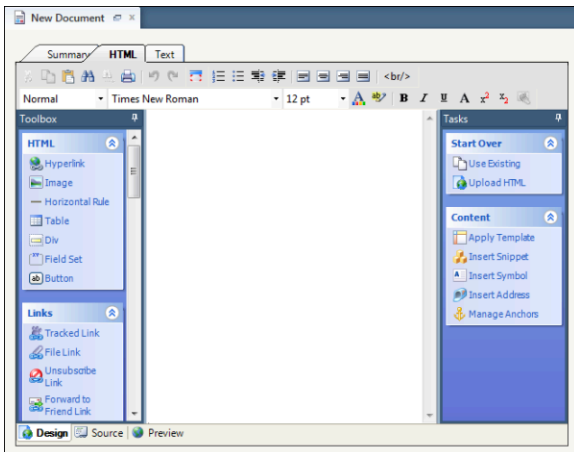 New Document
Summary HTML Text
<br/>
Normal Times New Roman 12 pt A B I U A x² x₂
Toolbox
HTML
Hyperlink
Image
Horizontal Rule
Table
Div
Field Set
ab Button
Links
Tracked Link
File Link
Unsubscribe
Link
Forward to
Friend Link
Tasks
Start Over
Use Existing
Upload HTML
Content
Apply Template
Insert Snippet
A Insert Symbol
Insert Address
Manage Anchors
Design Source Preview